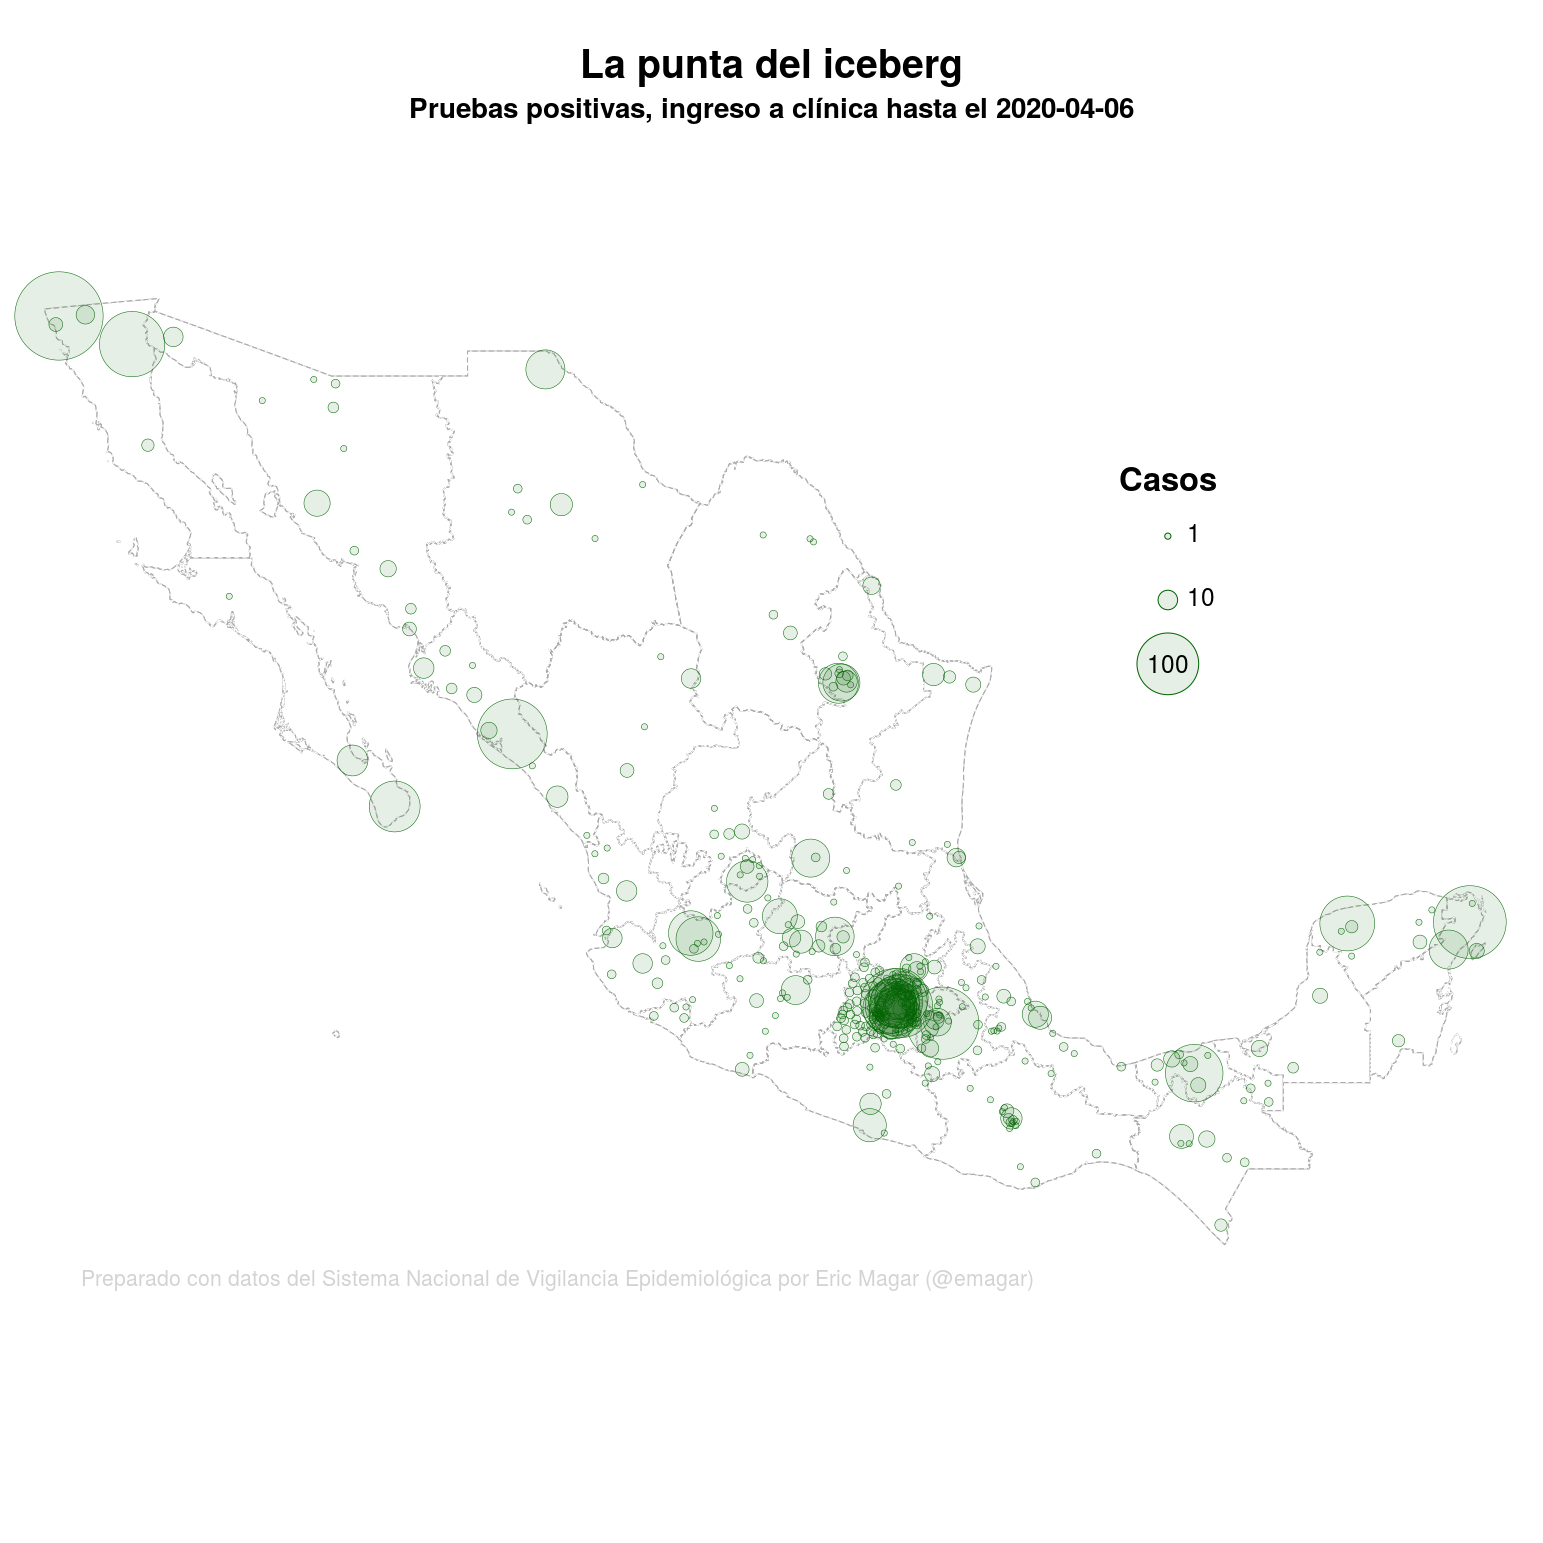 La punta del iceberg
Pruebas positivas, ingreso a clínica hasta el 2020-04-06
Casos
1
10
100
Preparado con datos del Sistema Nacional de Vigilancia Epidemiológica por Eric Magar (@emagar)